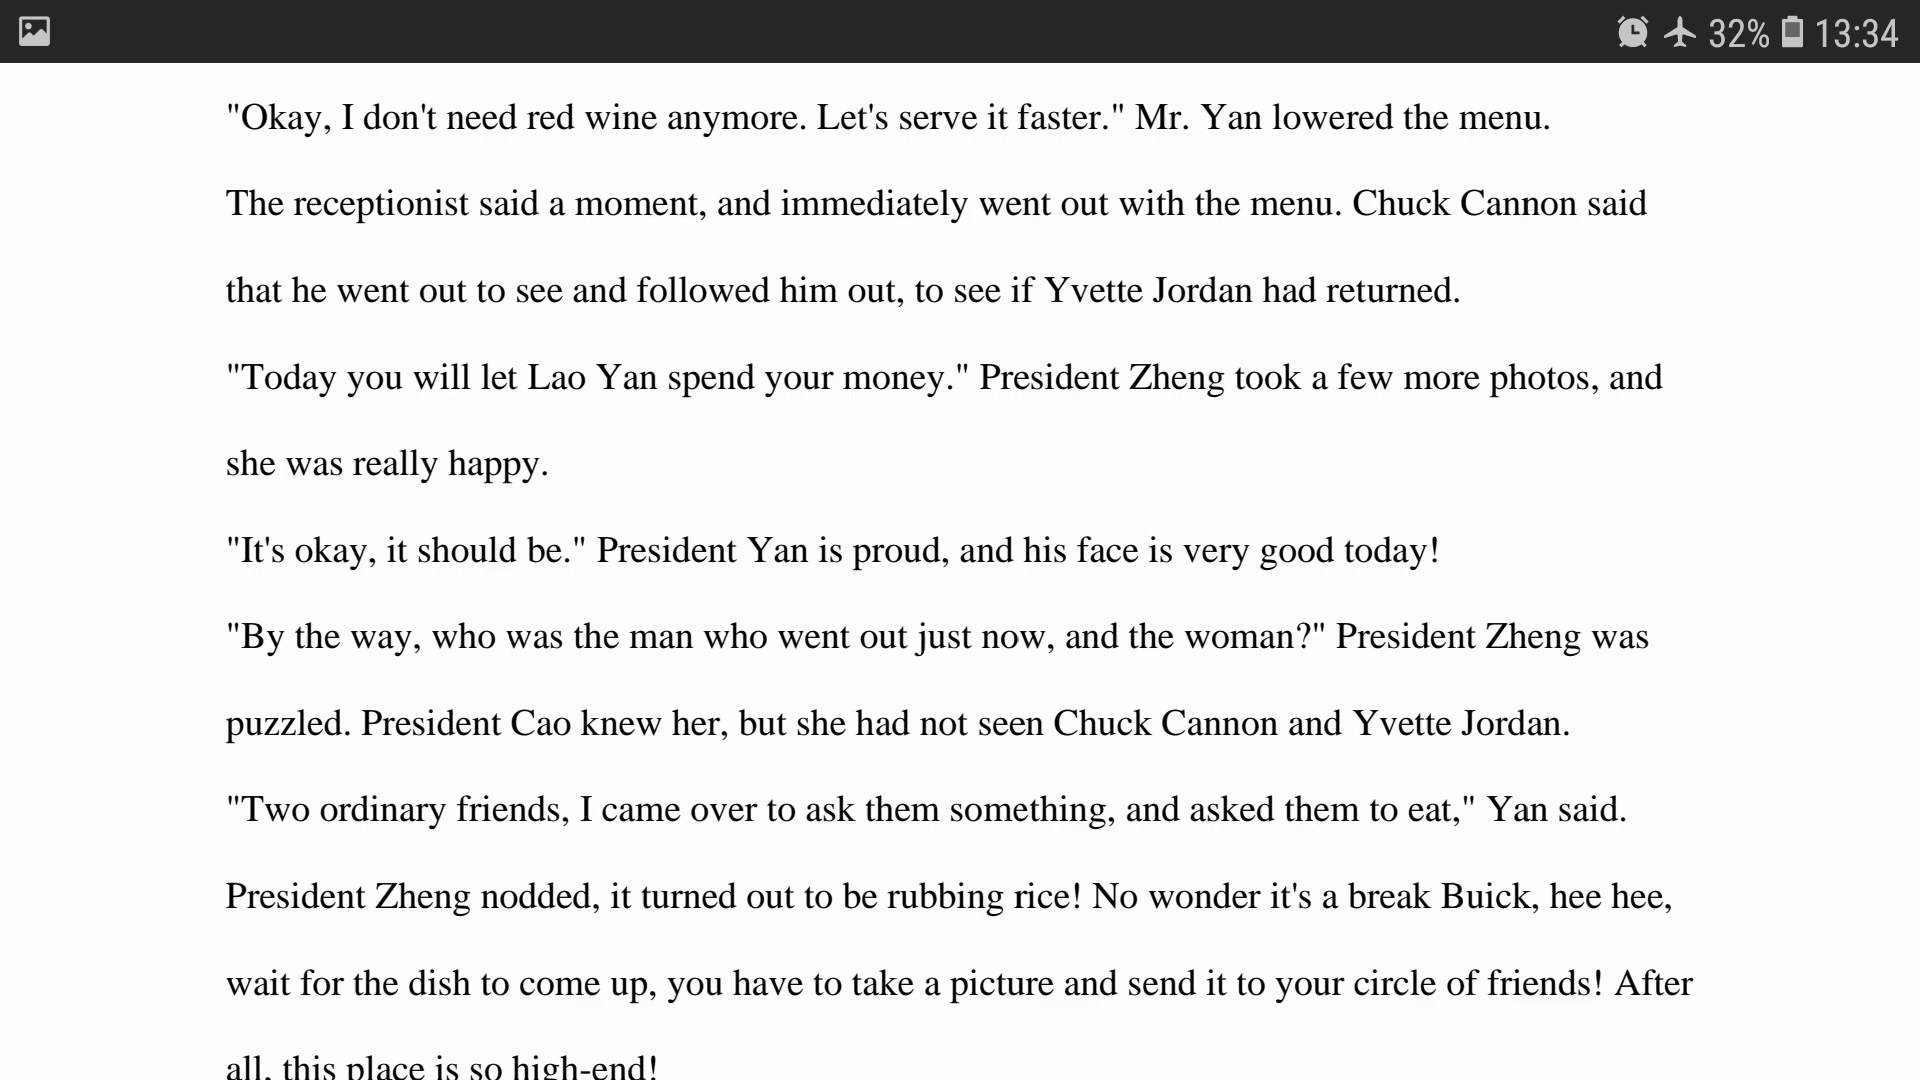 32% 13:34
"Okay, I don't need red wine anymore. Let's serve it faster." Mr. Yan lowered the menu.
The receptionist said a moment, and immediately went out with the menu. Chuck Cannon said
that he went out to see and followed him out, to see if Yvette Jordan had returned.
"Today you will let Lao Yan spend your money." President Zheng took a few more photos, and
she was really happy.
"It's okay, it should be." President Yan is proud, and his face is very good today!
"By the way, who was the man who went out just now, and the woman?" President Zheng was
puzzled. President Cao knew her, but she had not seen Chuck Cannon and Yvette Jordan.
"Two ordinary friends, I came over to ask them something, and asked them to eat," Yan said.
President Zheng nodded, it turned out to be rubbing rice! No wonder it's a break Buick, hee hee,
wait for the dish to come up, you have to take a picture and send it to your circle of friends! After
all, this place is so high-end!